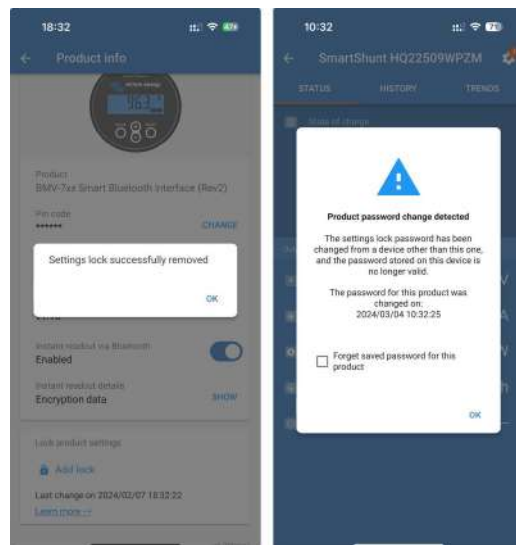 18:32
47+
Product info
96.3
Product
BMV-7xx Smart Bluetooth Interface (Rev2)
Pin code
••••••
CHANGE
Settings lock successfully removed
OK
Instant readout via Bluetooth
Enabled
Instant readout details
Encryption data
SHOW
Lock product settings
Add lock
Last change on 2024/02/07 18:32:22
Learn more
10:32
71
SmartShunt HQ22509WPZM
STATUS
HISTORY
TRENDS
State of charge
Product password change detected
The settings lock password has been
changed from a device other than this one,
and the password stored on this device is
no longer valid.
The password for this product was
changed on:
2024/03/04 10:32:25
Forget saved password for this
product
OK
V
A
W
h